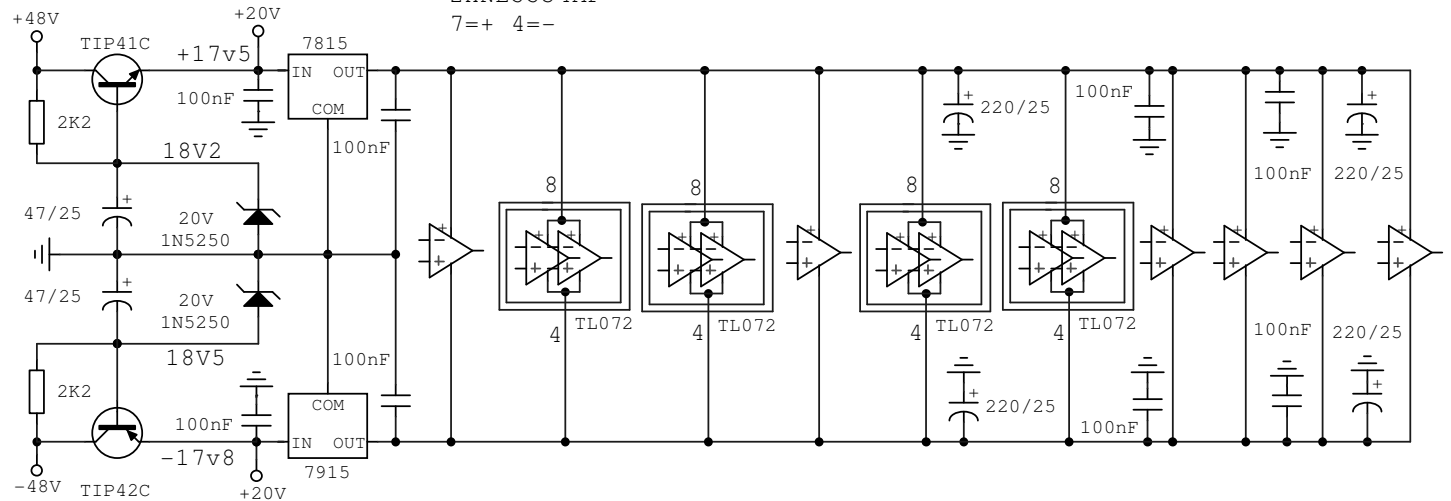 +48V
+20V
7=+ 4=-
TIP41C
+17v5
7815
IN OUT
COM
100nF
2K2
18V2
100nF
47/25
20V
1N5250
47/25
20V
1N5250
18V5
100nF
2K2
100nF
COM
IN OUT
7915
-17v8
-48V
TIP42C
+20V
8
8
8
8
TL072
TL072
TL072
TL072
4
4
4
4
220/25
100nF
100nF
220/25
220/25
100nF
100nF
220/25